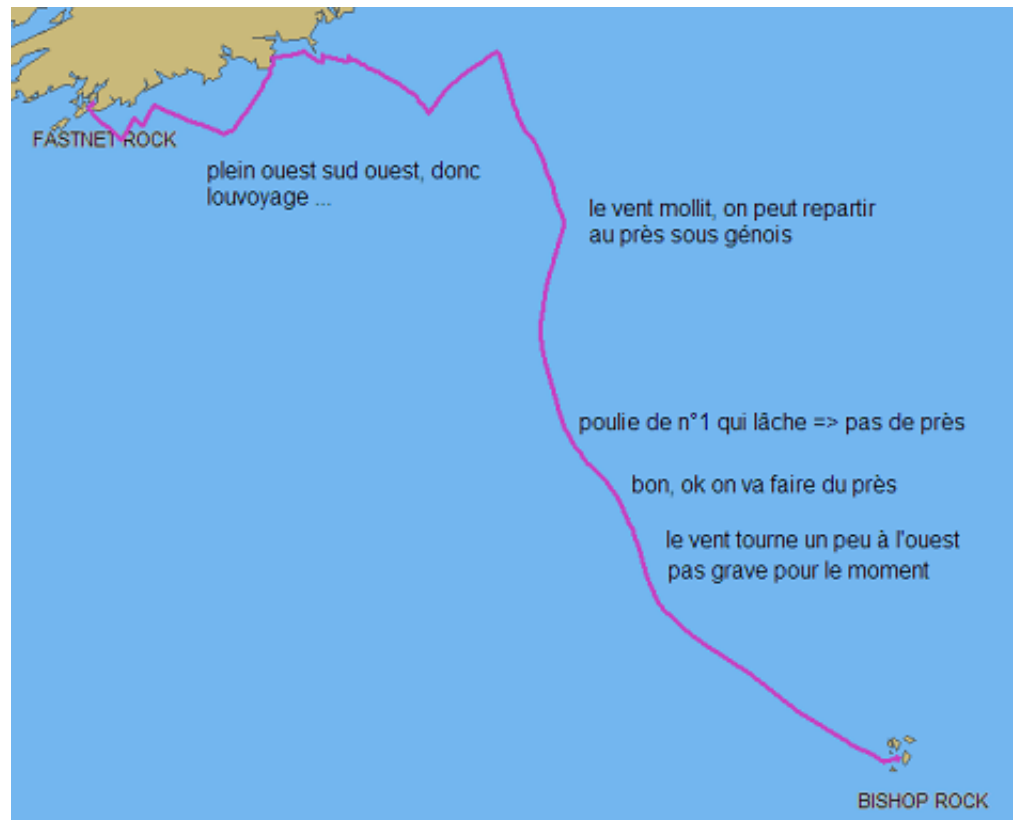 FASTNET ROCK
plein ouest sud ouest, donc
louvoyage ...
le vent mollit, on peut repartir
au près sous génois
poulie de n°1 qui lâche => pas de près
bon, ok on va faire du près
le vent tourne un peu à l'ouest
pas grave pour le moment
BISHOP ROCK